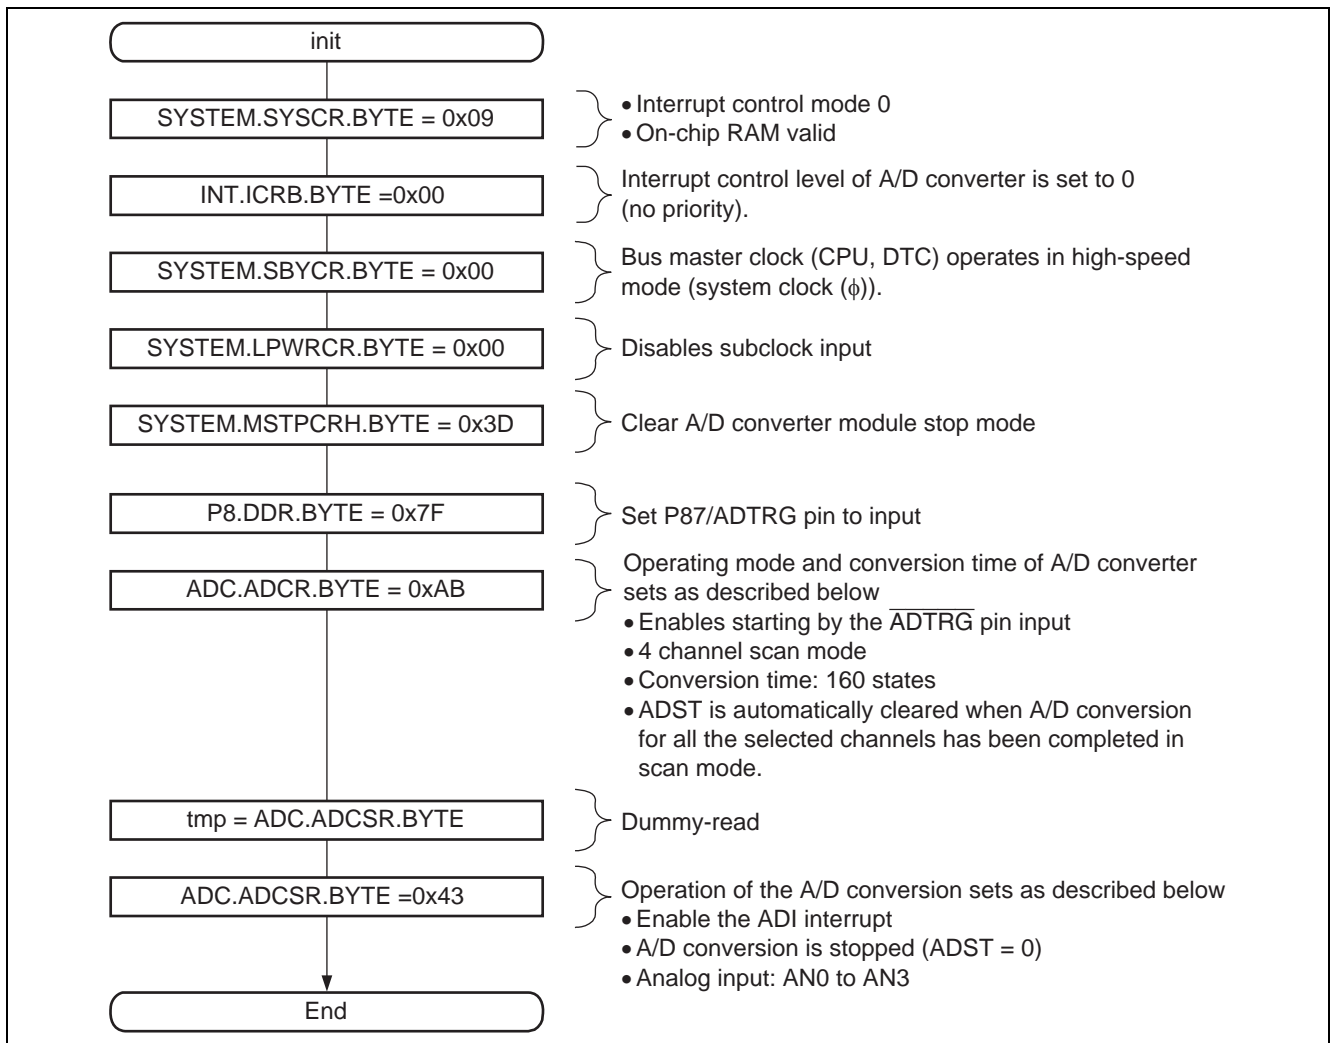 init
SYSTEM.SYSCR.BYTE = 0x09
• Interrupt control mode 0
• On-chip RAM valid
INT.ICRB.BYTE =0x00
Interrupt control level of A/D converter is set to 0
(no priority).
SYSTEM.SBYCR.BYTE = 0x00
Bus master clock (CPU, DTC) operates in high-speed
mode (system clock (ϕ)).
SYSTEM.LPWRCR.BYTE = 0x00
Disables subclock input
SYSTEM.MSTPCRH.BYTE = 0x3D
Clear A/D converter module stop mode
P8.DDR.BYTE = 0x7F
Set P87/ADTRG pin to input
ADC.ADCR.BYTE = 0xAB
Operating mode and conversion time of A/D converter
sets as described below
• Enables starting by the A̅D̅T̅R̅G̅ pin input
• 4 channel scan mode
• Conversion time: 160 states
• ADST is automatically cleared when A/D conversion
for all the selected channels has been completed in
scan mode.
tmp = ADC.ADCSR.BYTE
Dummy-read
ADC.ADCSR.BYTE =0x43
Operation of the A/D conversion sets as described below
• Enable the ADI interrupt
• A/D conversion is stopped (ADST = 0)
• Analog input: AN0 to AN3
End